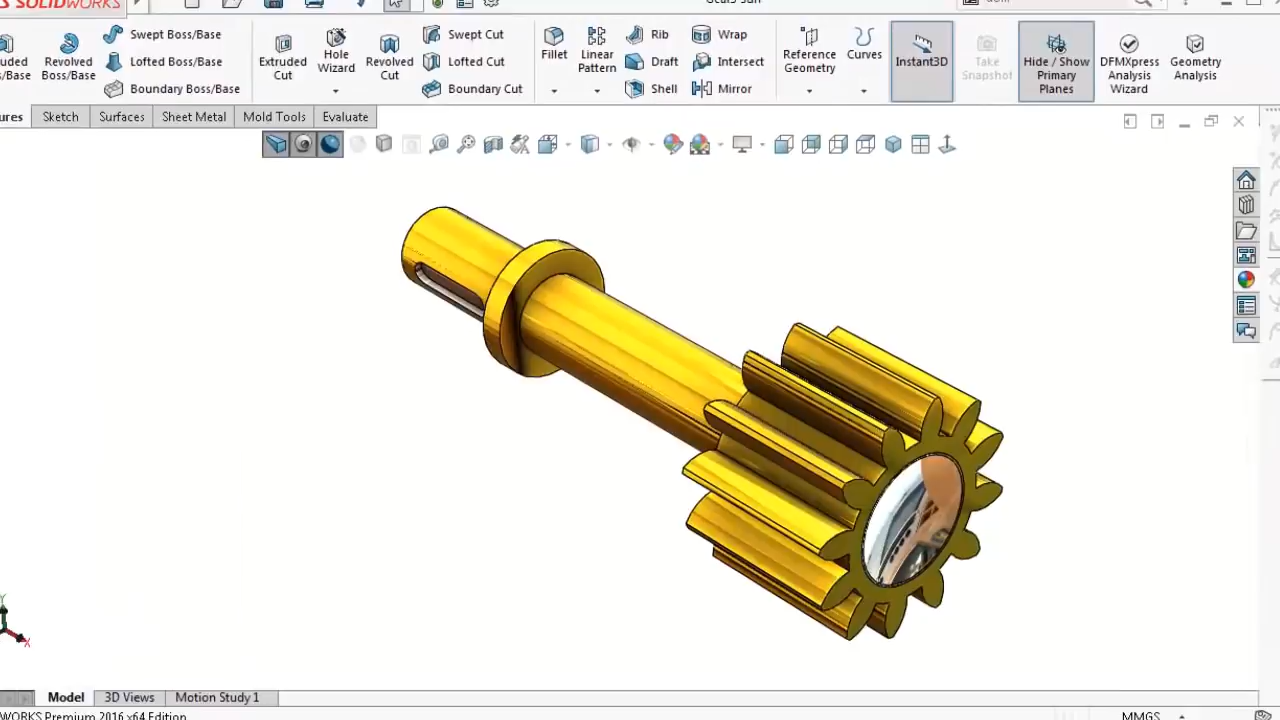 SOLIDWORKS
Swept Boss/Base
Lofted Boss/Base
Boundary Boss/Base
Revolved
Boss/Base
Extruded
Cut
Hole
Wizard
Revolved
Cut
Swept Cut
Lofted Cut
Boundary Cut
Fillet
Linear
Pattern
Rib
Draft
Shell
Wrap
Intersect
Mirror
Reference
Geometry
Curves
Instant3D
Take
Snapshot
Hide / Show
Primary
Planes
DFMXpress
Analysis
Wizard
Geometry
Analysis
ures
Sketch
Surfaces
Sheet Metal
Mold Tools
Evaluate
Y
X
Model
3D Views
Motion Study 1
WORKS Premium 2016 x64 Edition
MMGS